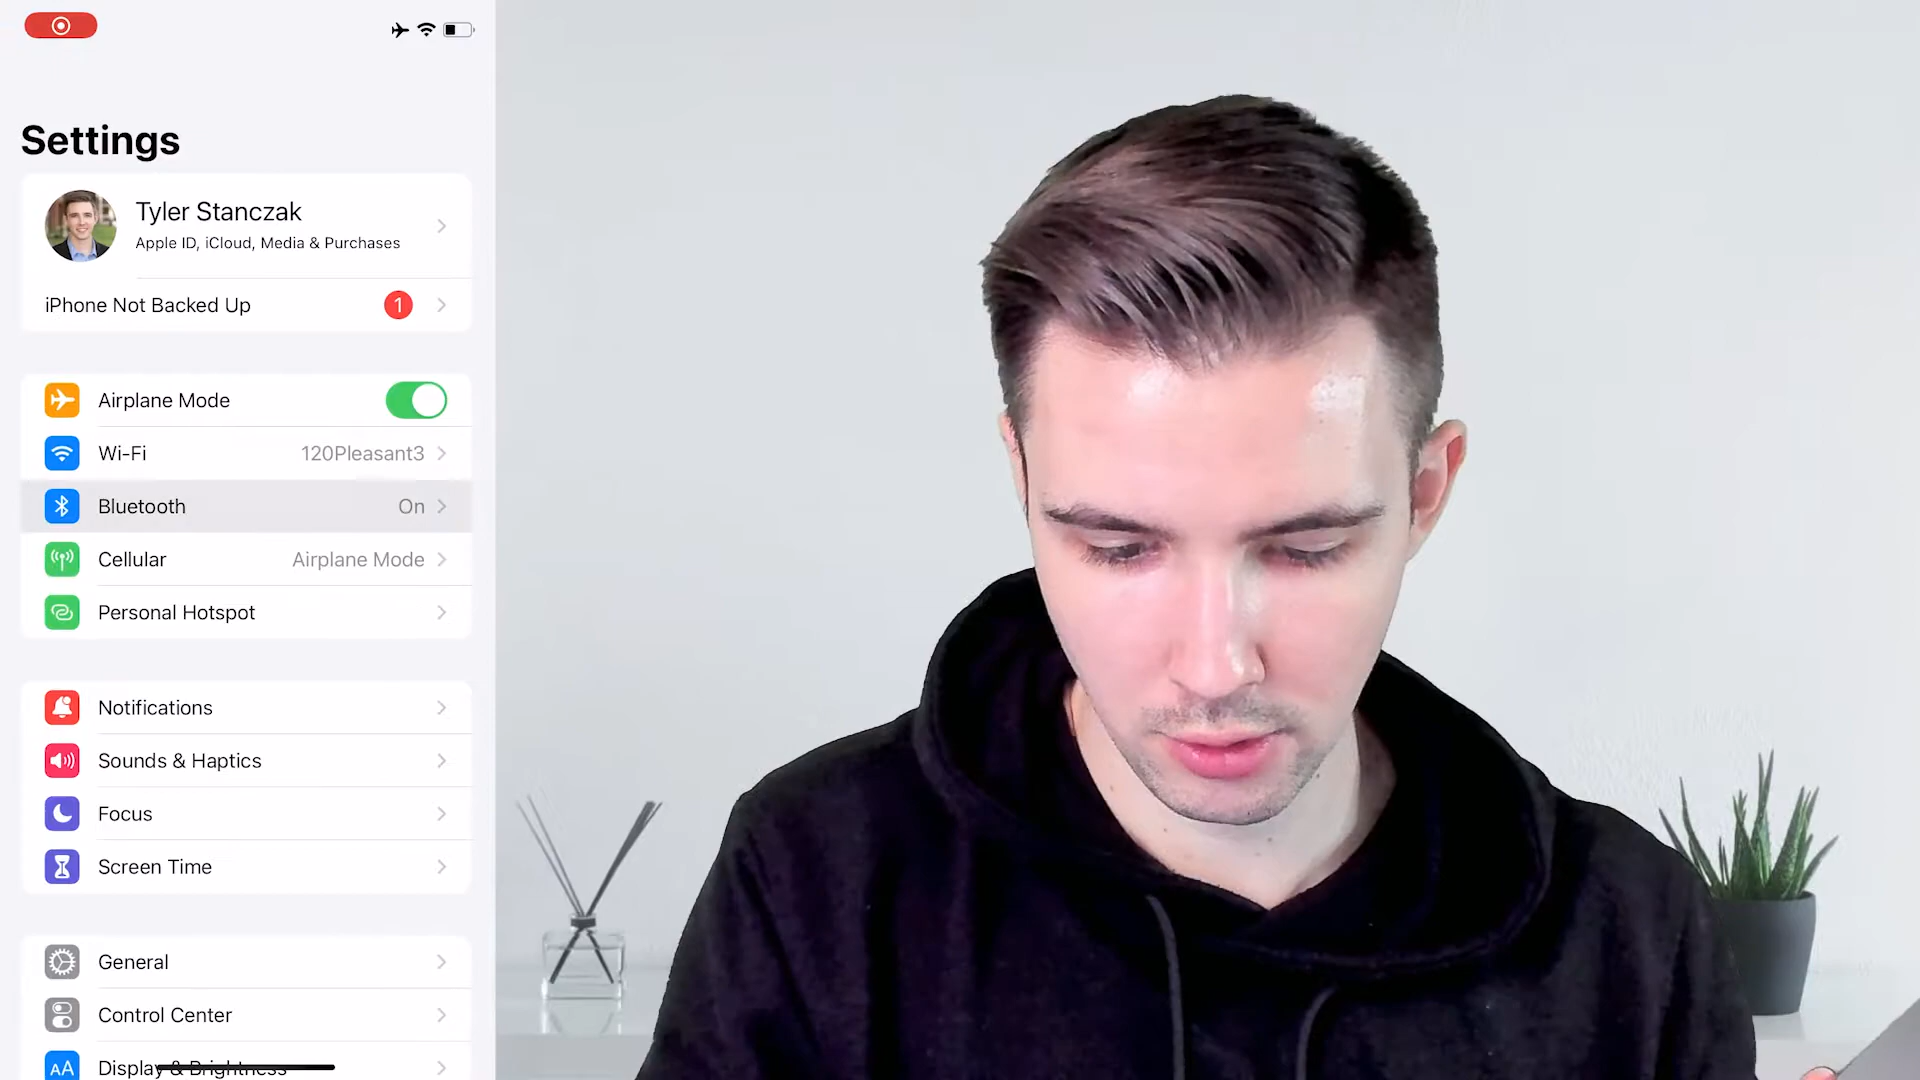 Settings
Tyler Stanczak
Apple ID, iCloud, Media & Purchases
iPhone Not Backed Up 1
Airplane Mode
Wi-Fi 120Pleasant3
Bluetooth On
Cellular Airplane Mode
Personal Hotspot
Notifications
Sounds & Haptics
Focus
Screen Time
General
Control Center
AA Display & Brightness